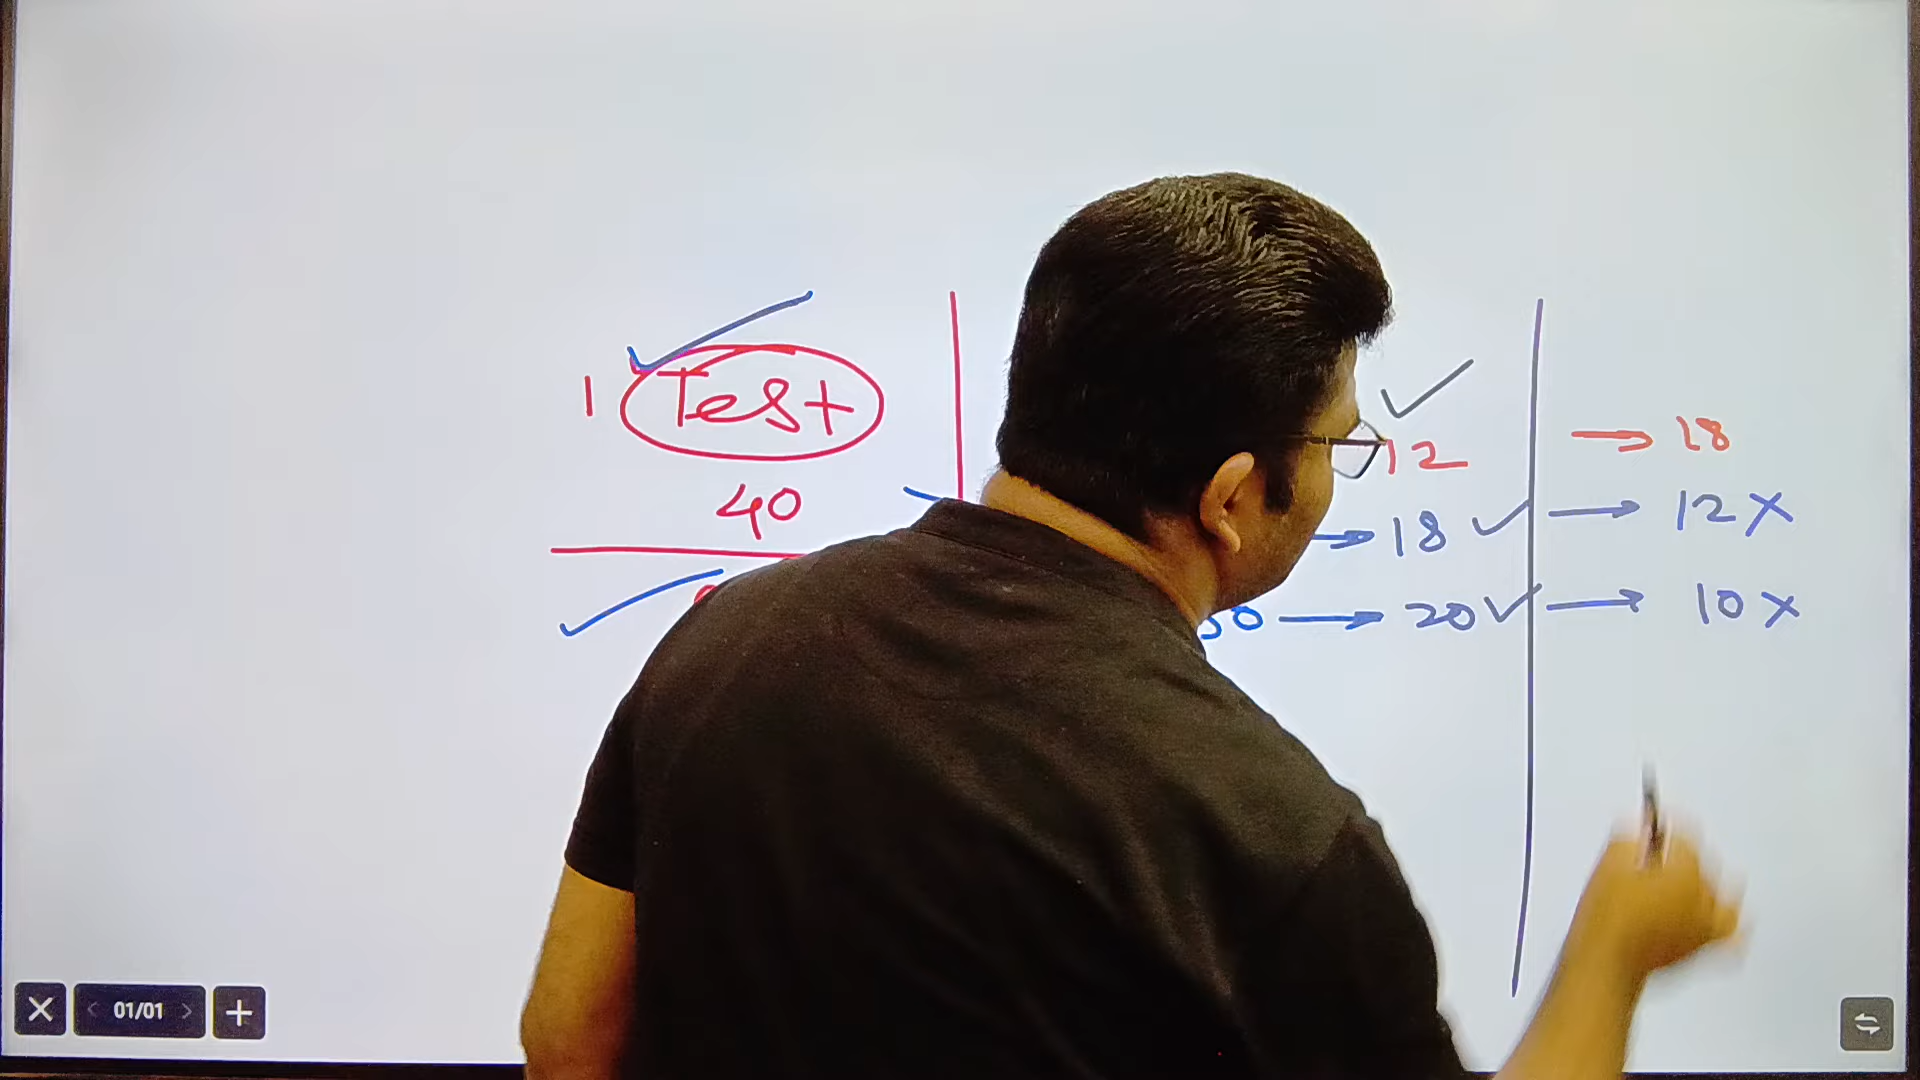 1 Test
40
✓ 12
→ 18 ✓
30 → 20 ✓
→ 18
→ 12 x
→ 10 x
01/01